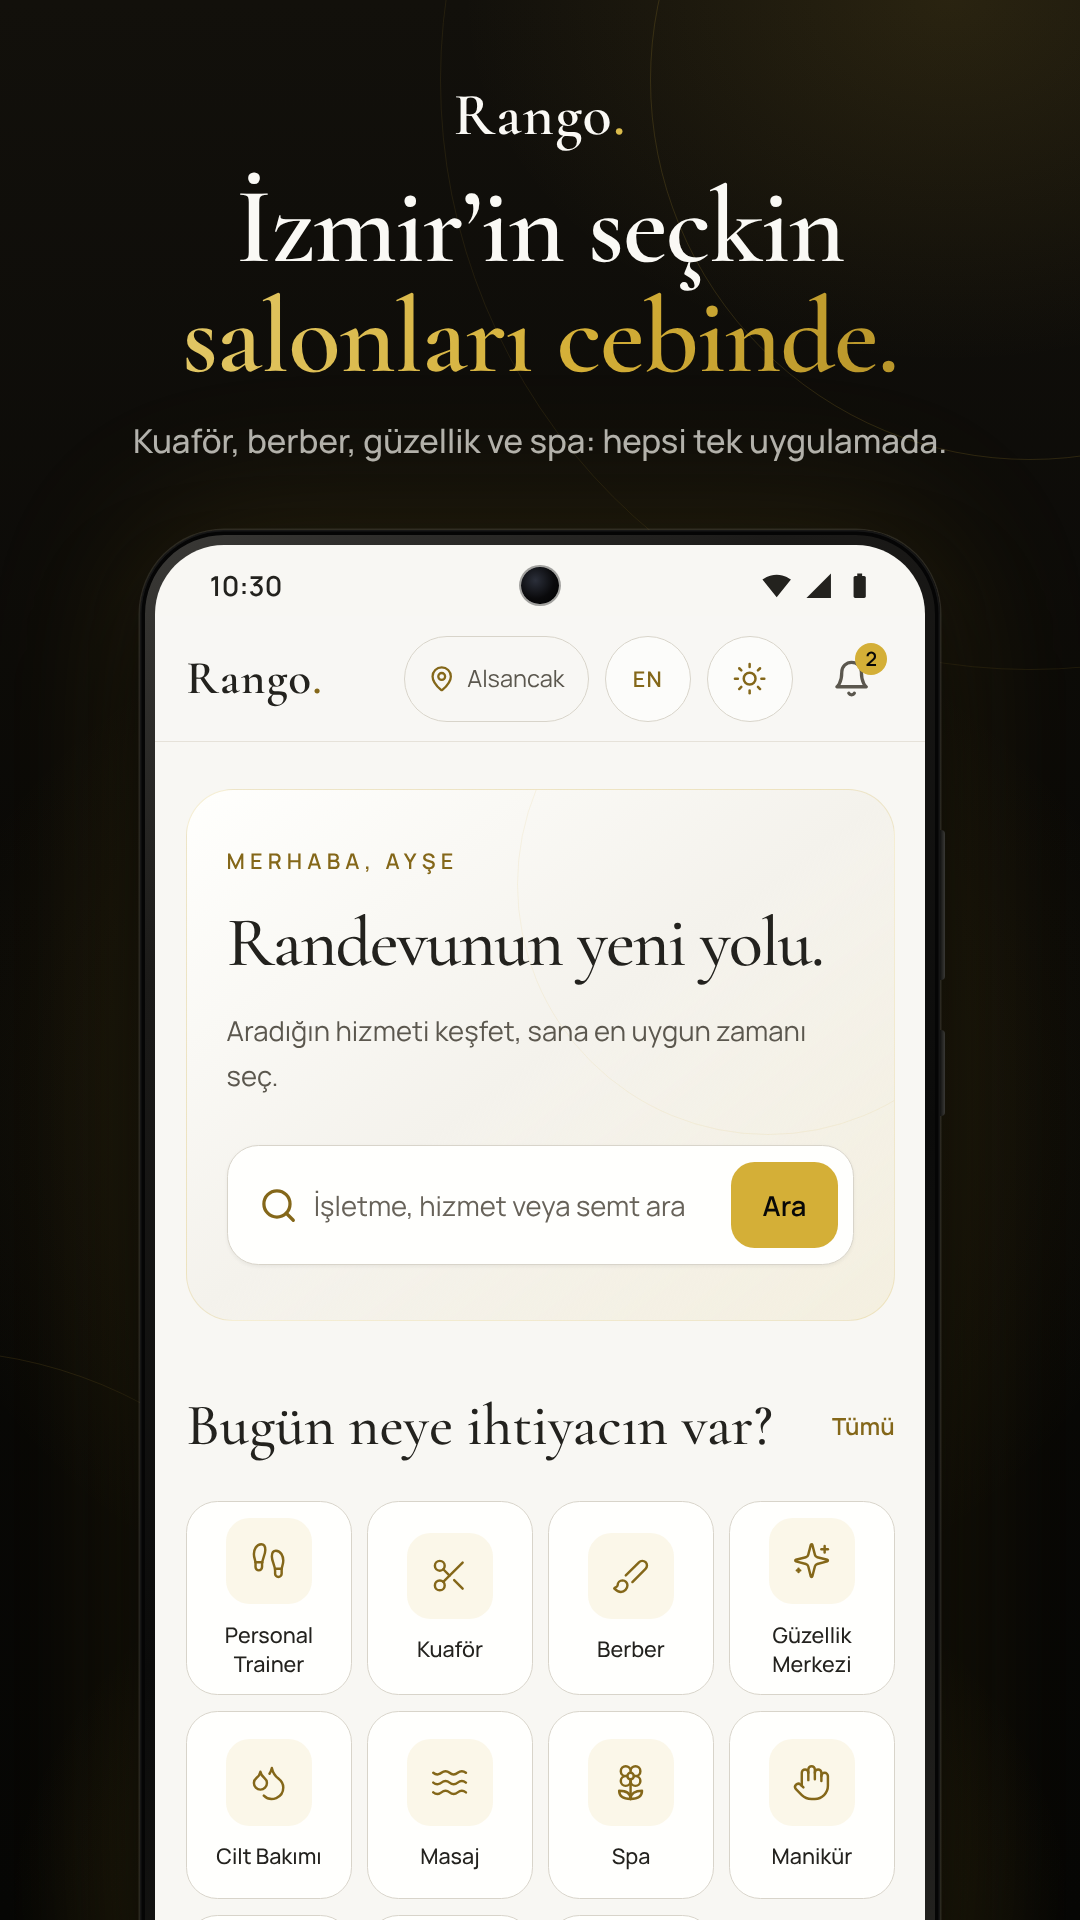 Rango.
İzmir’in seçkin
salonları cebinde.
Kuaför, berber, güzellik ve spa: hepsi tek uygulamada.
10:30
Rango.
Alsancak
EN
2
MERHABA, AYŞE
Randevunun yeni yolu.
Aradığın hizmeti keşfet, sana en uygun zamanı
seç.
İşletme, hizmet veya semt ara
Ara
Bugün neye ihtiyacın var?
Tümü
Personal
Trainer
Kuaför
Berber
Güzellik
Merkezi
Cilt Bakımı
Masaj
Spa
Manikür